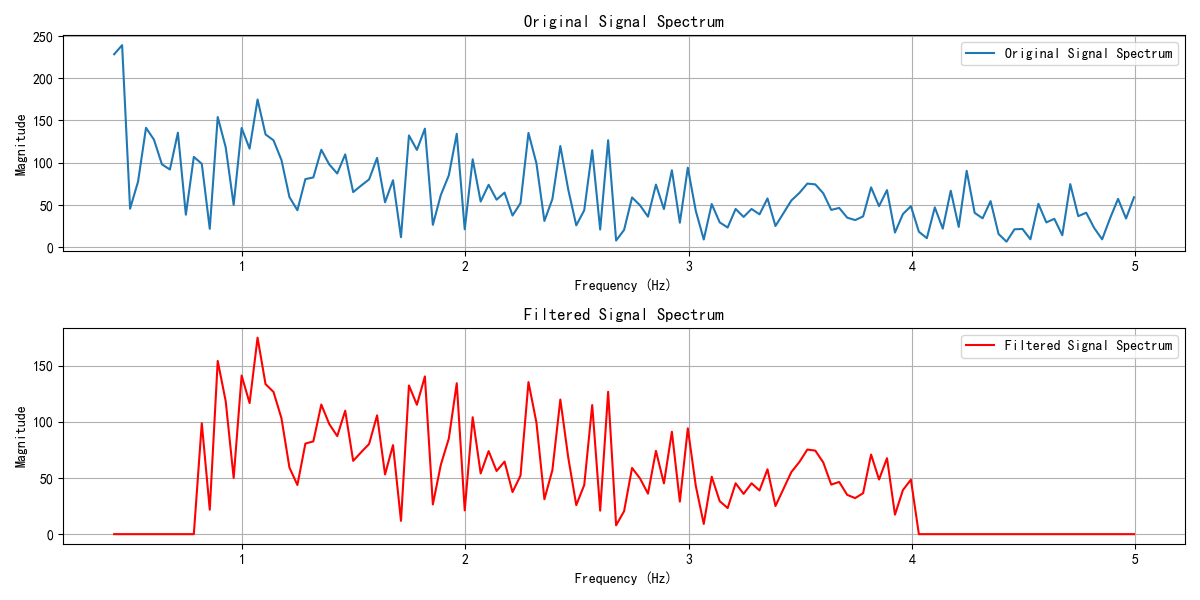 Original Signal Spectrum
250
200
150
100
50
0
Magnitude
Original Signal Spectrum
1 2 3 4 5
Frequency (Hz)
Filtered Signal Spectrum
150
100
50
0
Magnitude
Filtered Signal Spectrum
1 2 3 4 5
Frequency (Hz)